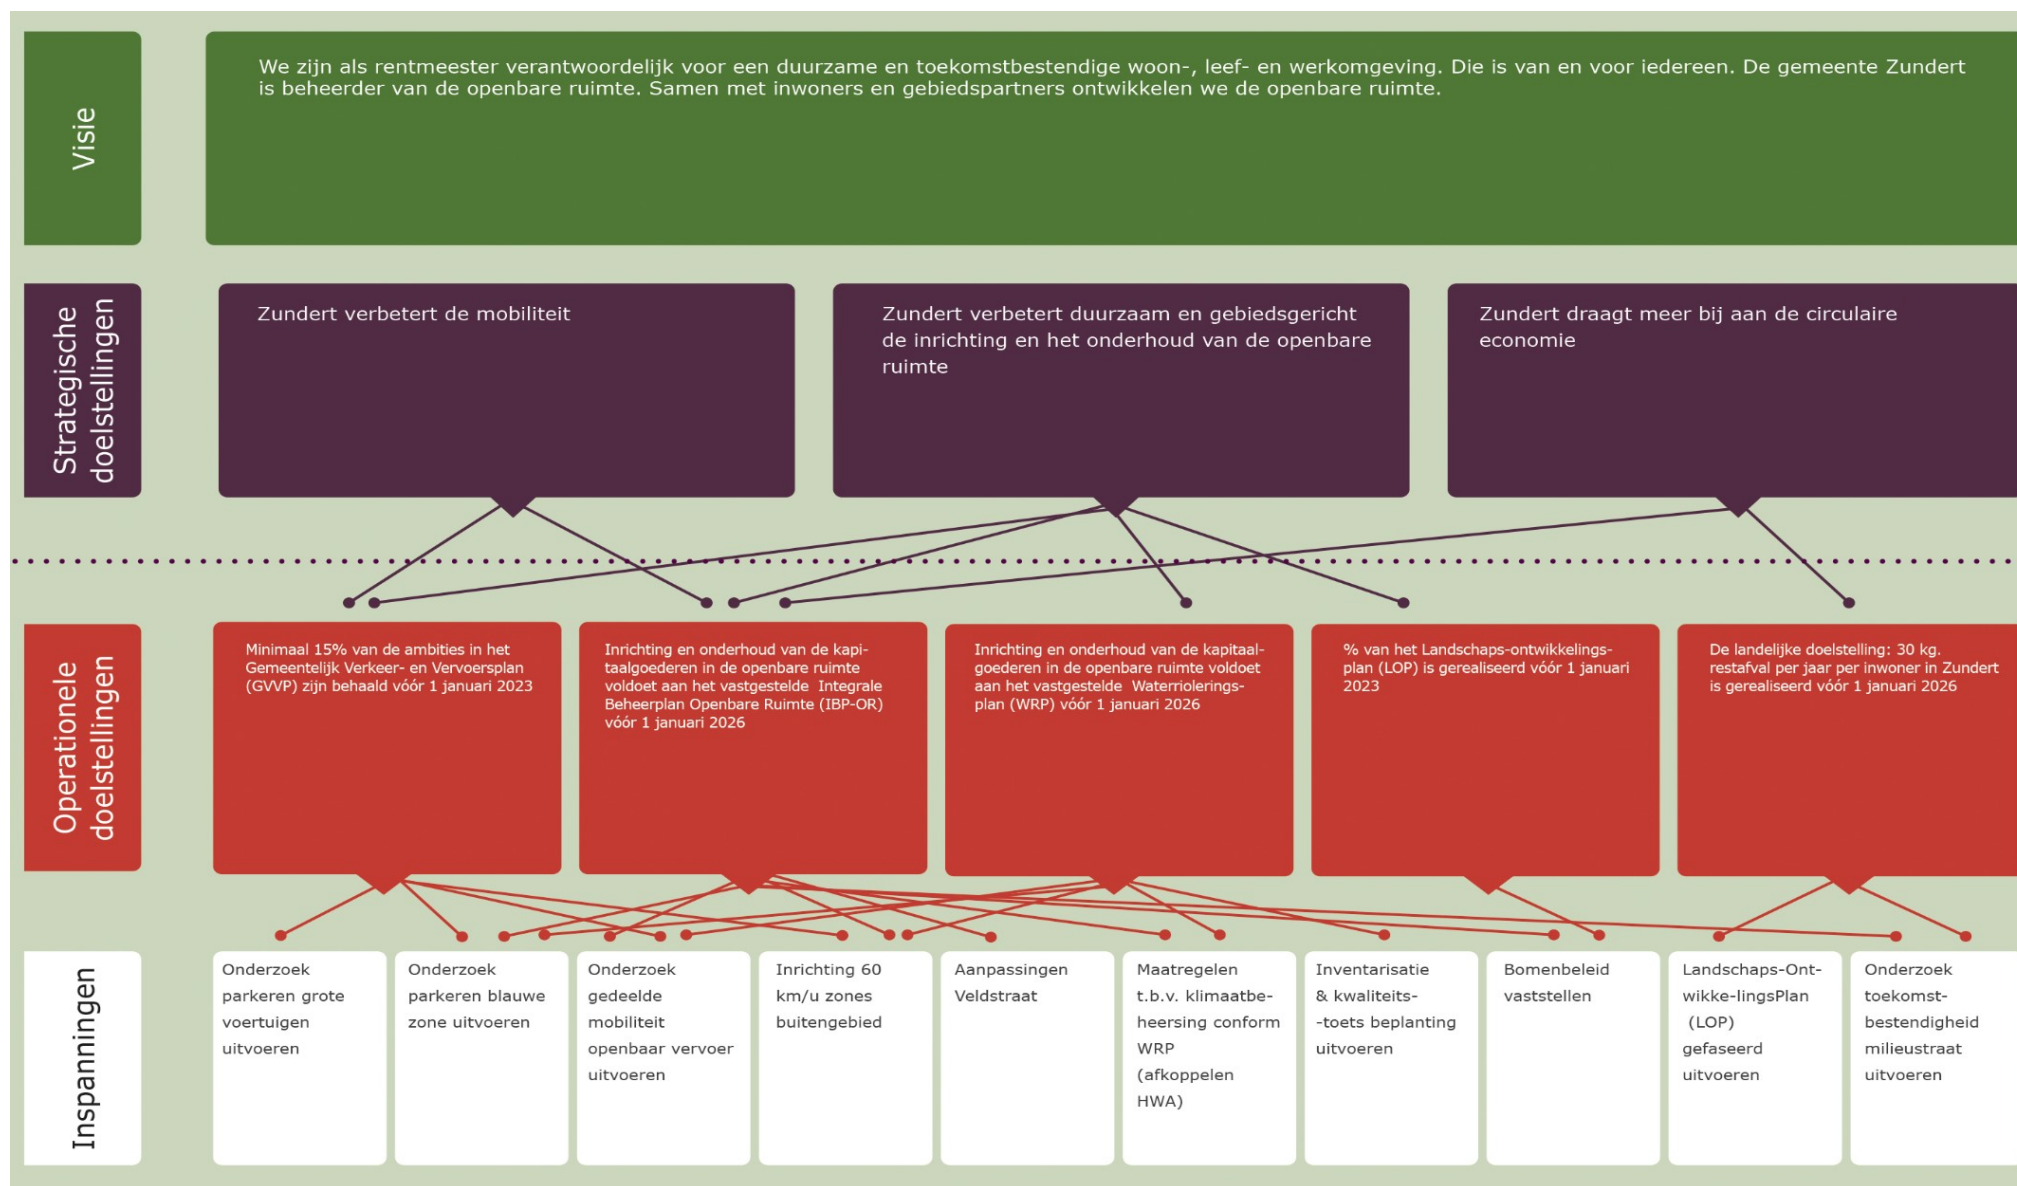 Visie
We zijn als rentmeester verantwoordelijk voor een duurzame en toekomstbestendige woon-, leef- en werkomgeving. Die is van en voor iedereen. De gemeente Zundert
is beheerder van de openbare ruimte. Samen met inwoners en gebiedspartners ontwikkelen we de openbare ruimte.
Strategische
doelstellingen
Zundert verbetert de mobiliteit
Zundert verbetert duurzaam en gebiedsgericht
de inrichting en het onderhoud van de openbare
ruimte
Zundert draagt meer bij aan de circulaire
economie
Operationele
doelstellingen
Minimaal 15% van de ambities in het
Gemeentelijk Verkeer- en Vervoersplan
(GVVP) zijn behaald vóór 1 januari 2023
Inrichting en onderhoud van de kapi-
taalgoederen in de openbare ruimte
voldoet aan het vastgestelde  Integrale
Beheerplan Openbare Ruimte (IBP-OR)
vóór 1 januari 2026
Inrichting en onderhoud van de kapitaal-
goederen in de openbare ruimte voldoet
aan het vastgestelde  Waterriolerings-
plan (WRP) vóór 1 januari 2026
% van het Landschaps-ontwikkelings-
plan (LOP) is gerealiseerd vóór 1 januari
2023
De landelijke doelstelling: 30 kg.
restafval per jaar per inwoner in Zundert
is gerealiseerd vóór 1 januari 2026
Inspanningen
Onderzoek
parkeren grote
voertuigen
uitvoeren
Onderzoek
parkeren blauwe
zone uitvoeren
Onderzoek
gedeelde
mobiliteit
openbaar vervoer
uitvoeren
Inrichting 60
km/u zones
buitengebied
Aanpassingen
Veldstraat
Maatregelen
t.b.v. klimaatbe-
heersing conform
WRP
(afkoppelen
HWA)
Inventarisatie
& kwaliteits-
-toets beplanting
uitvoeren
Bomenbeleid
vaststellen
Landschaps-Ont-
wikke-lingsPlan
(LOP)
gefaseerd
uitvoeren
Onderzoek
toekomst-
bestendigheid
milieustraat
uitvoeren